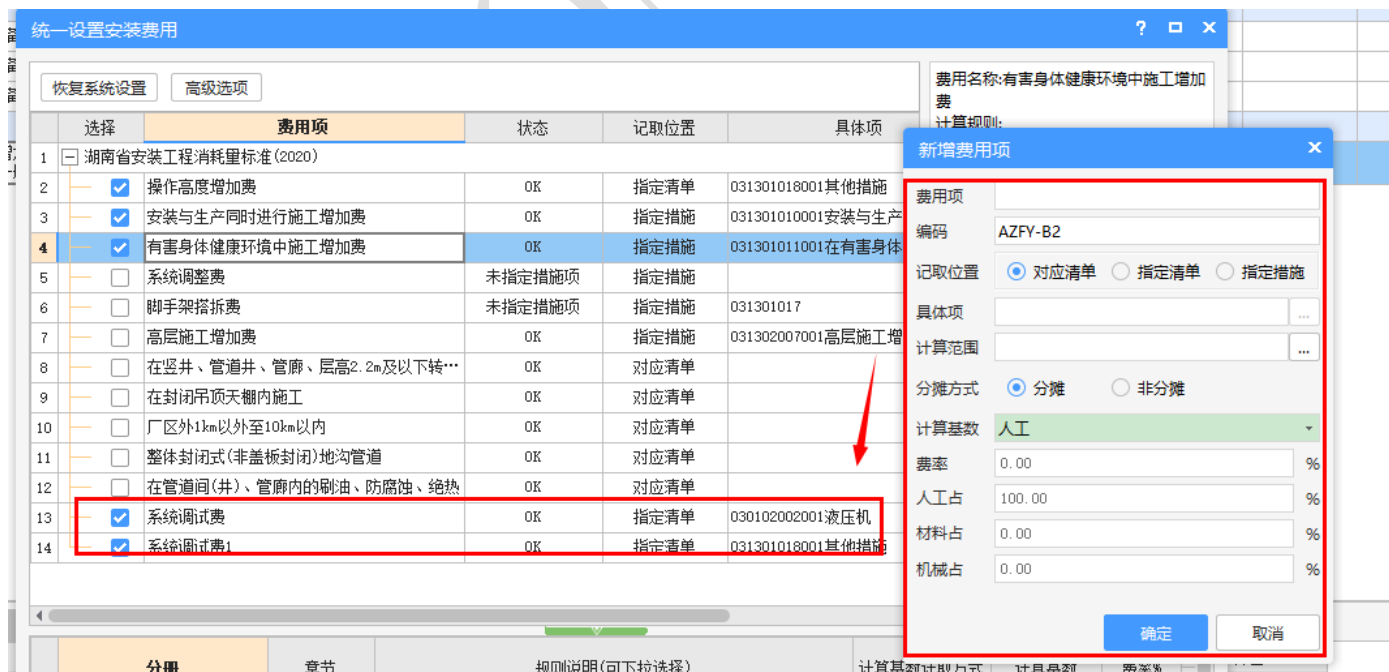 统一设置安装费用
恢复系统设置 高级选项
费用名称:有害身体健康环境中施工增加
费
计算规则:
选择 费用项 状态 记取位置 具体项
1 湖南省安装工程消耗量标准(2020)
2 操作高度增加费 OK 指定清单 031301018001其他措施
3 安装与生产同时进行施工增加费 OK 指定措施 031301010001安装与生产
4 有害身体健康环境中施工增加费 OK 指定措施 031301011001在有害身体
5 系统调整费 未指定措施项 指定措施
6 脚手架搭拆费 未指定措施项 指定措施 031301017
7 高层施工增加费 OK 指定措施 031302007001高层施工增
8 在竖井、管道井、管廊、层高2.2m及以下转… OK 对应清单
9 在封闭吊顶天棚内施工 OK 对应清单
10 厂区外1km以外至10km以内 OK 对应清单
11 整体封闭式(非盖板封闭)地沟管道 OK 对应清单
12 在管道间(井)、管廊内的刷油、防腐蚀、绝热 OK 对应清单
13 系统调试费 OK 指定清单 030102002001液压机
14 系统调试费1 OK 指定清单 031301018001其他措施
分册 章节 规则说明(可下拉选择) 计算基数计取方式 计算基数 费率%
新增费用项
费用项
编码 AZFY-B2
记取位置 对应清单 指定清单 指定措施
具体项 ...
计算范围 ...
分摊方式 分摊 非分摊
计算基数 人工
费率 0.00 %
人工占 100.00 %
材料占 0.00 %
机械占 0.00 %
确定 取消